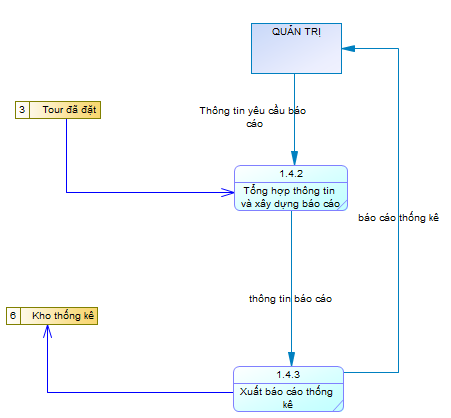 QUẢN TRỊ
3 Tour đã đặt
Thông tin yêu cầu báo
cáo
1.4.2
Tổng hợp thông tin
và xây dựng báo cáo
báo cáo thống kê
thông tin báo cáo
6 Kho thống kê
1.4.3
Xuất báo cáo thống
kê